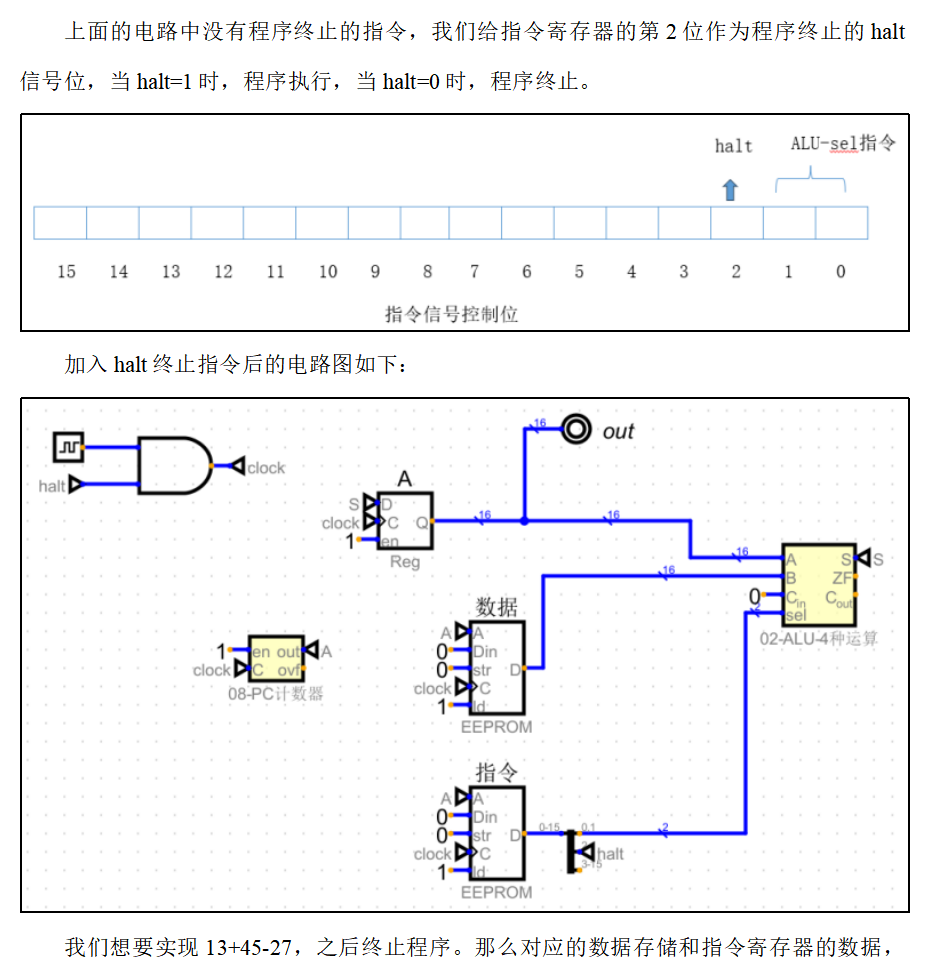 上面的电路中没有程序终止的指令，我们给指令寄存器的第 2 位作为程序终止的 halt
信号位，当 halt=1 时，程序执行，当 halt=0 时，程序终止。
halt ALU-sel指令
15 14 13 12 11 10 9 8 7 6 5 4 3 2 1 0
指令信号控制位
加入 halt 终止指令后的电路图如下：
halt
clock
A
S
clock
1
D
C
en
Q
Reg
16
16
out
16
16
16
A
B
Cin
sel
S
ZF
Cout
S
0
2
02-ALU-4种运算
1
clock
en
C
out
ovf
A
08-PC计数器
数据
A
0
0
clock
1
A
Din
str
C
ld
D
EEPROM
指令
A
0
0
clock
1
A
Din
str
C
ld
D
EEPROM
0-15
0,1
2
halt
3-15
我们想要实现 13+45-27，之后终止程序。那么对应的数据存储和指令寄存器的数据，